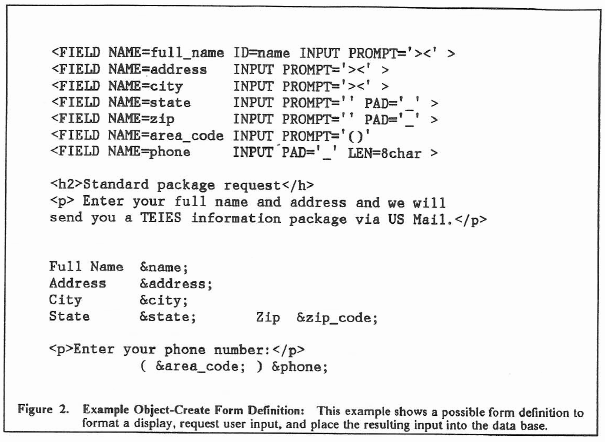 <FIELD NAME=full_name ID=name INPUT PROMPT='><' >
<FIELD NAME=address INPUT PROMPT='><' >
<FIELD NAME=city INPUT PROMPT='><' >
<FIELD NAME=state INPUT PROMPT='' PAD='_' >
<FIELD NAME=zip INPUT PROMPT='' PAD='_' >
<FIELD NAME=area_code INPUT PROMPT='()'
<FIELD NAME=phone INPUT PAD='_' LEN=8char >
<h2>Standard package request</h>
<p> Enter your full name and address and we will
send you a TEIES information package via US Mail.</p>
Full Name &name;
Address &address;
City &city;
State &state; Zip &zip_code;
<p>Enter your phone number:</p>
( &area_code; ) &phone;
Figure 2. Example Object-Create Form Definition: This example shows a possible form definition to
format a display, request user input, and place the resulting input into the data base.